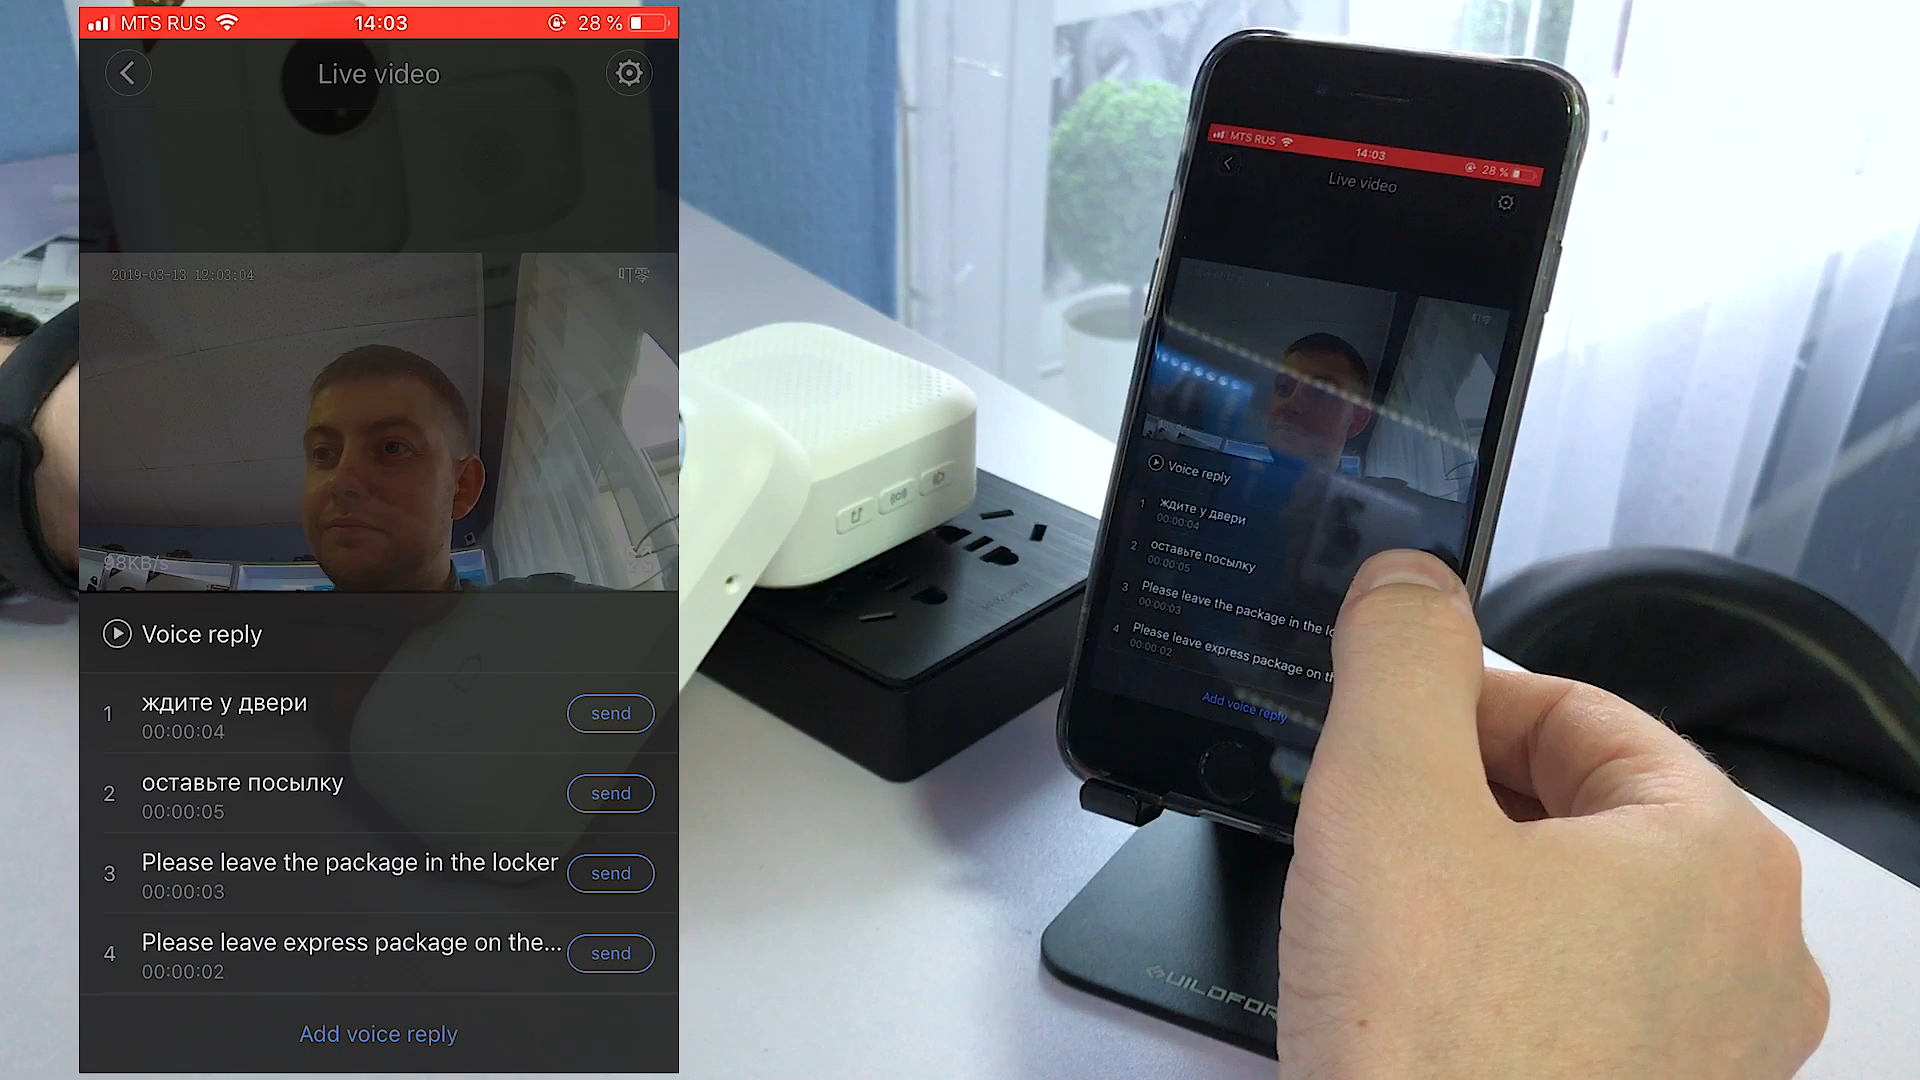 MTS RUS 14:03 28 %
Live video
2019-03-13 12:03:04 叮零
98KB/s
Voice reply
1 ждите у двери send
00:00:04
2 оставьте посылку send
00:00:05
3 Please leave the package in the locker send
00:00:03
4 Please leave express package on the... send
00:00:02
Add voice reply
MTS RUS 14:03 28 %
Live video
Voice reply
1 ждите у двери
00:00:04
2 оставьте посылку
00:00:05
3 Please leave the package in the
00:00:03
4 Please leave express package on
00:00:02
Add voice reply
SOS